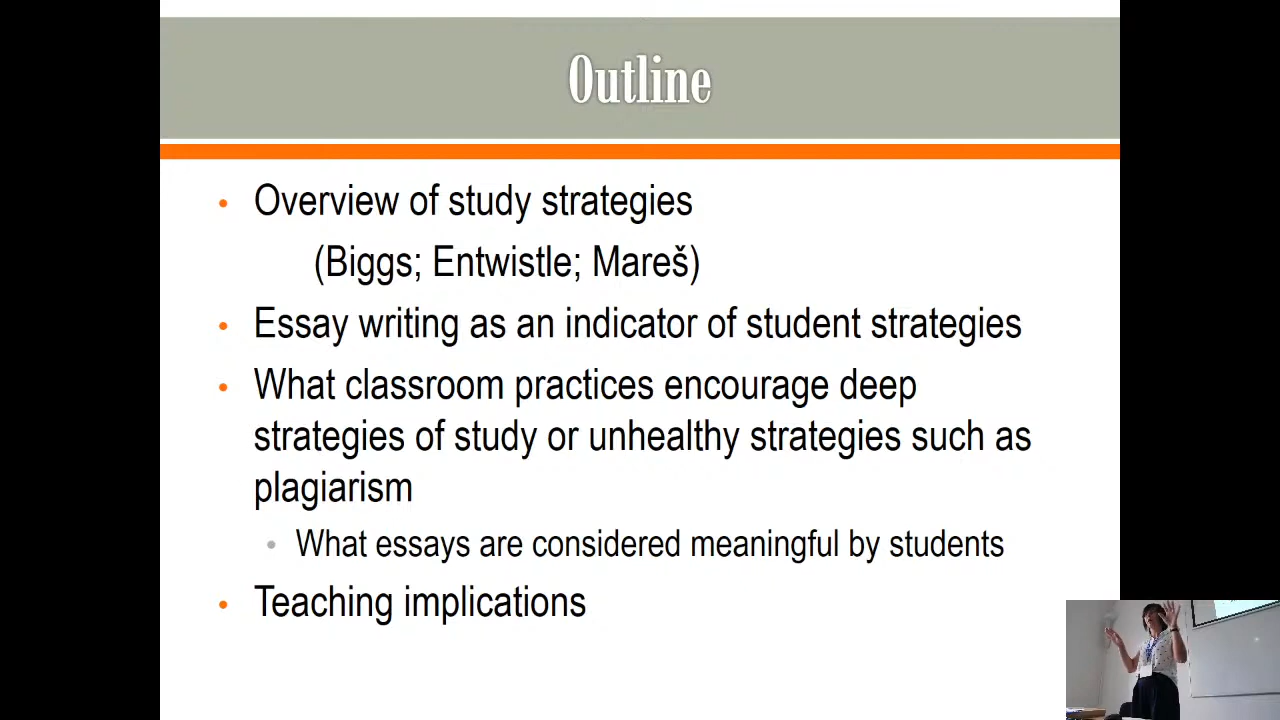 Outline
• Overview of study strategies
(Biggs; Entwistle; Mareš)
• Essay writing as an indicator of student strategies
• What classroom practices encourage deep
strategies of study or unhealthy strategies such as
plagiarism
• What essays are considered meaningful by students
• Teaching implications